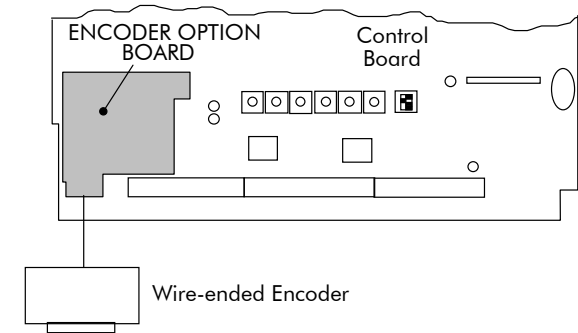 ENCODER OPTION
BOARD
Control
Board
Wire-ended Encoder